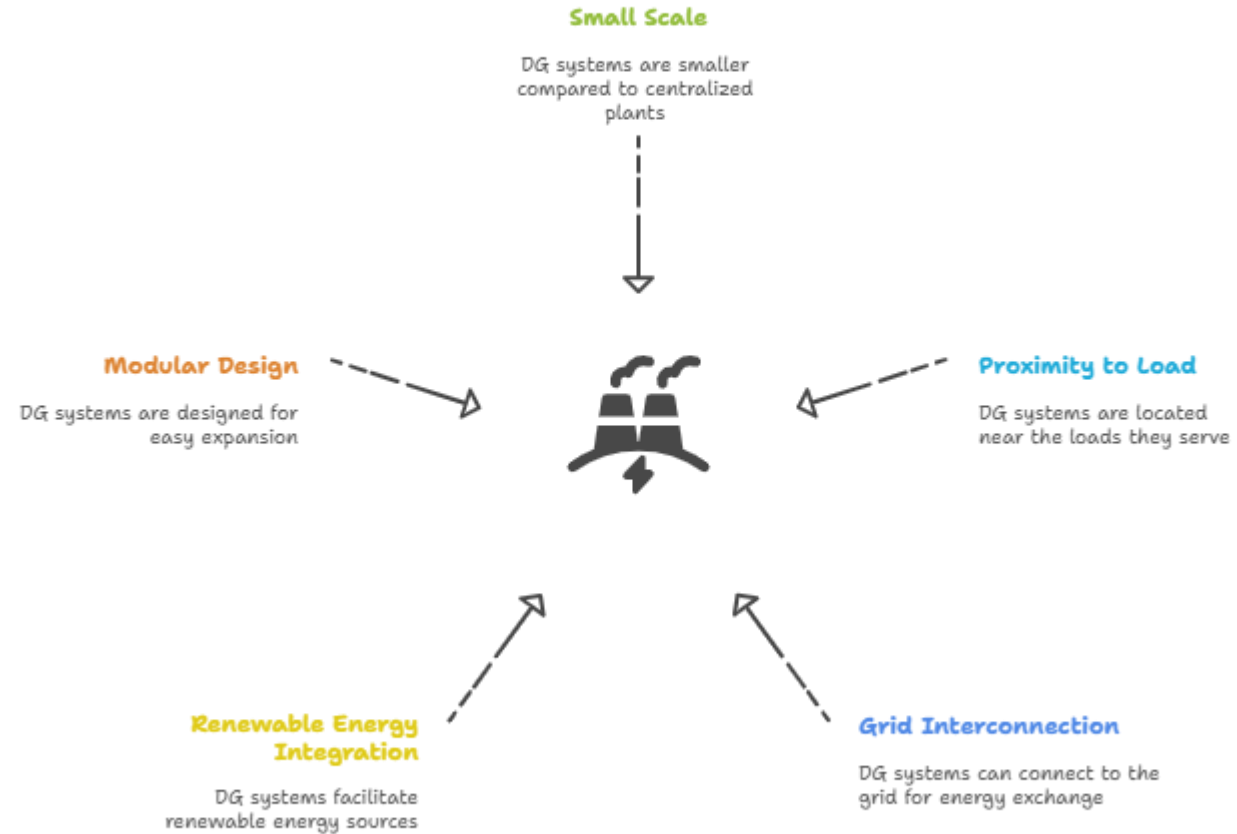 Small Scale
DG systems are smaller
compared to centralized
plants
Modular Design
DG systems are designed for
easy expansion
Proximity to Load
DG systems are located
near the loads they serve
Renewable Energy
Integration
DG systems facilitate
renewable energy sources
Grid Interconnection
DG systems can connect to the
grid for energy exchange